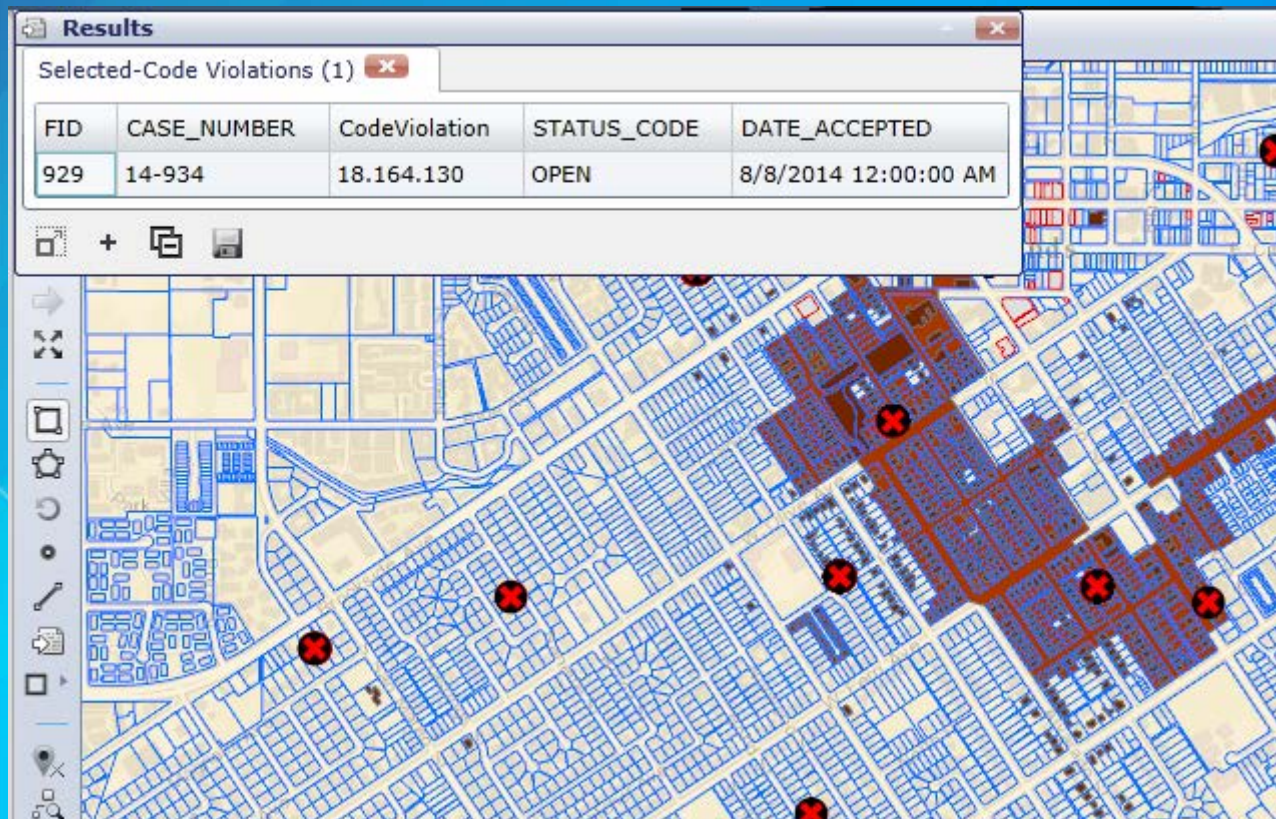 Results
Selected-Code Violations (1)
FID CASE_NUMBER CodeViolation STATUS_CODE DATE_ACCEPTED
929 14-934 18.164.130 OPEN 8/8/2014 12:00:00 AM
Park